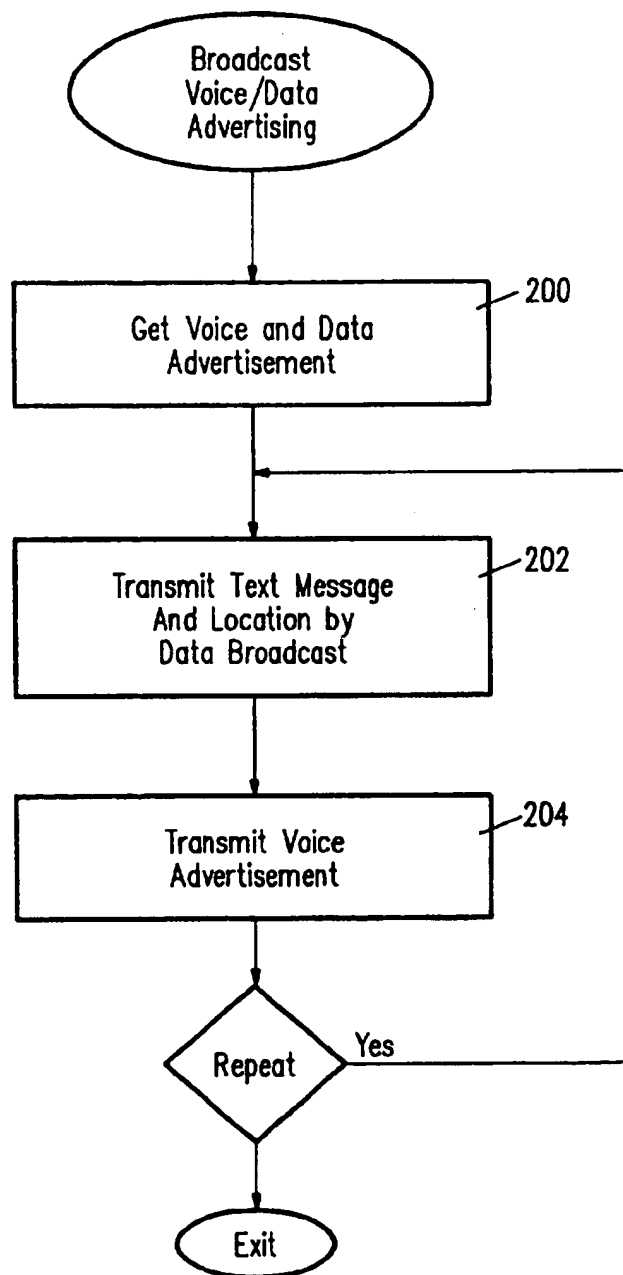 Broadcast
Voice/Data
Advertising
200
Get Voice and Data
Advertisement
202
Transmit Text Message
And Location by
Data Broadcast
204
Transmit Voice
Advertisement
Repeat
Yes
Exit